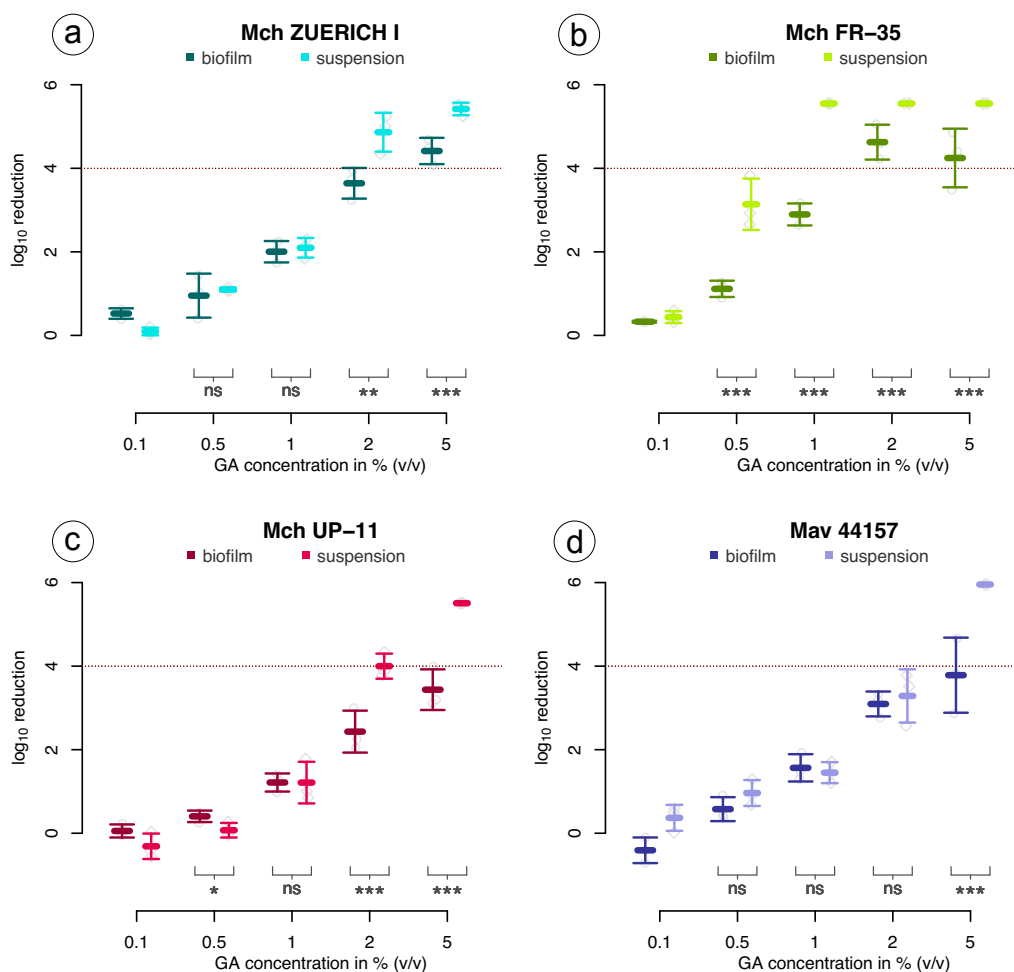 a
Mch ZUERICH I
biofilm suspension
log10 reduction
6
4
2
0
ns ns ** ***
0.1 0.5 1 2 5
GA concentration in % (v/v)
b
Mch FR−35
biofilm suspension
log10 reduction
6
4
2
0
*** *** *** ***
0.1 0.5 1 2 5
GA concentration in % (v/v)
c
Mch UP−11
biofilm suspension
log10 reduction
6
4
2
0
* ns *** ***
0.1 0.5 1 2 5
GA concentration in % (v/v)
d
Mav 44157
biofilm suspension
log10 reduction
6
4
2
0
ns ns ns ***
0.1 0.5 1 2 5
GA concentration in % (v/v)